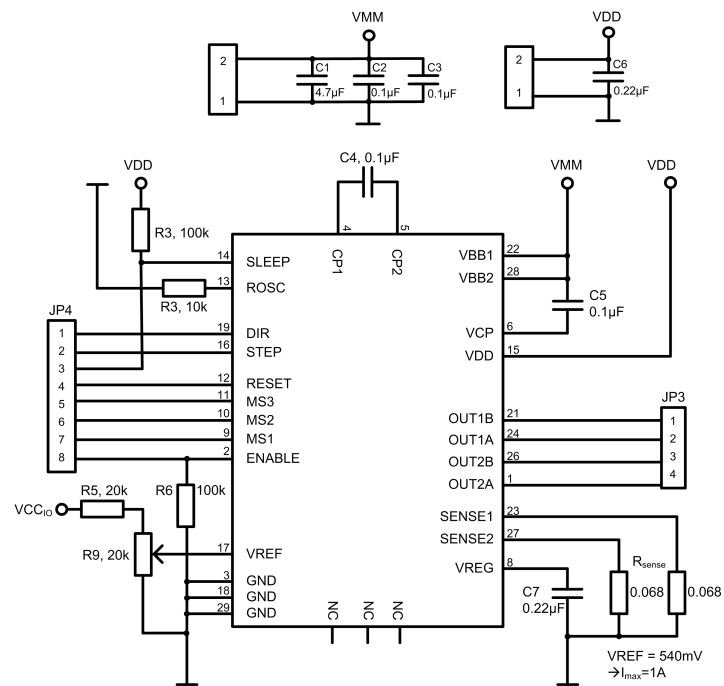 VMM
VDD
2
1
C1
4.7µF
C2
0.1µF
C3
0.1µF
2
1
C6
0.22µF
C4, 0.1µF
VDD
VMM
VDD
R3, 100k
4
5
CP1
CP2
14
SLEEP
13
ROSC
R3, 10k
VBB1
22
VBB2
28
C5
0.1µF
VCP
6
VDD
15
JP4
1
2
3
4
5
6
7
8
19
DIR
16
STEP
12
RESET
11
MS3
10
MS2
9
MS1
2
ENABLE
JP3
1
2
3
4
OUT1B
21
OUT1A
24
OUT2B
26
OUT2A
1
R5, 20k
R6
100k
VCCIO
R9, 20k
17
VREF
3
GND
18
GND
29
GND
SENSE1
23
SENSE2
27
VREG
8
Rsense
0.068
0.068
C7
0.22µF
NC
NC
NC
VREF = 540mV
→Imax=1A